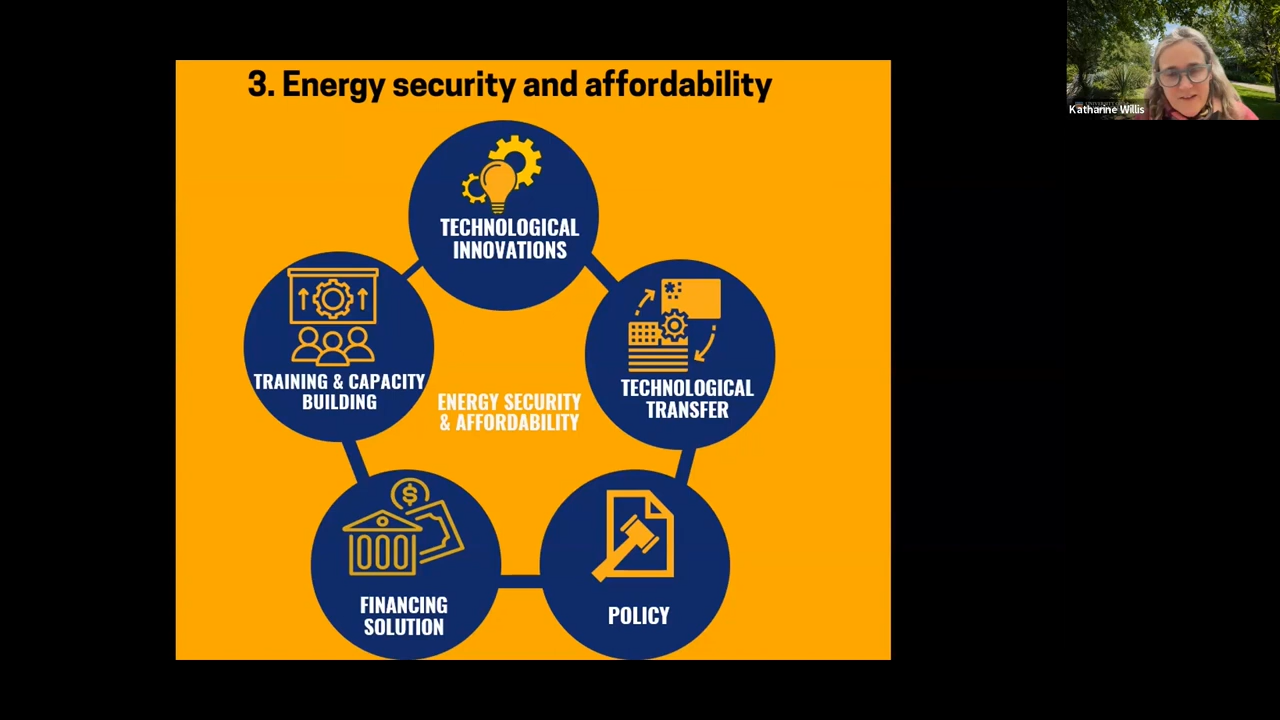 3. Energy security and affordability
TECHNOLOGICAL
INNOVATIONS
TRAINING & CAPACITY
BUILDING
TECHNOLOGICAL
TRANSFER
ENERGY SECURITY
& AFFORDABILITY
FINANCING
SOLUTION
POLICY
Katharine Willis